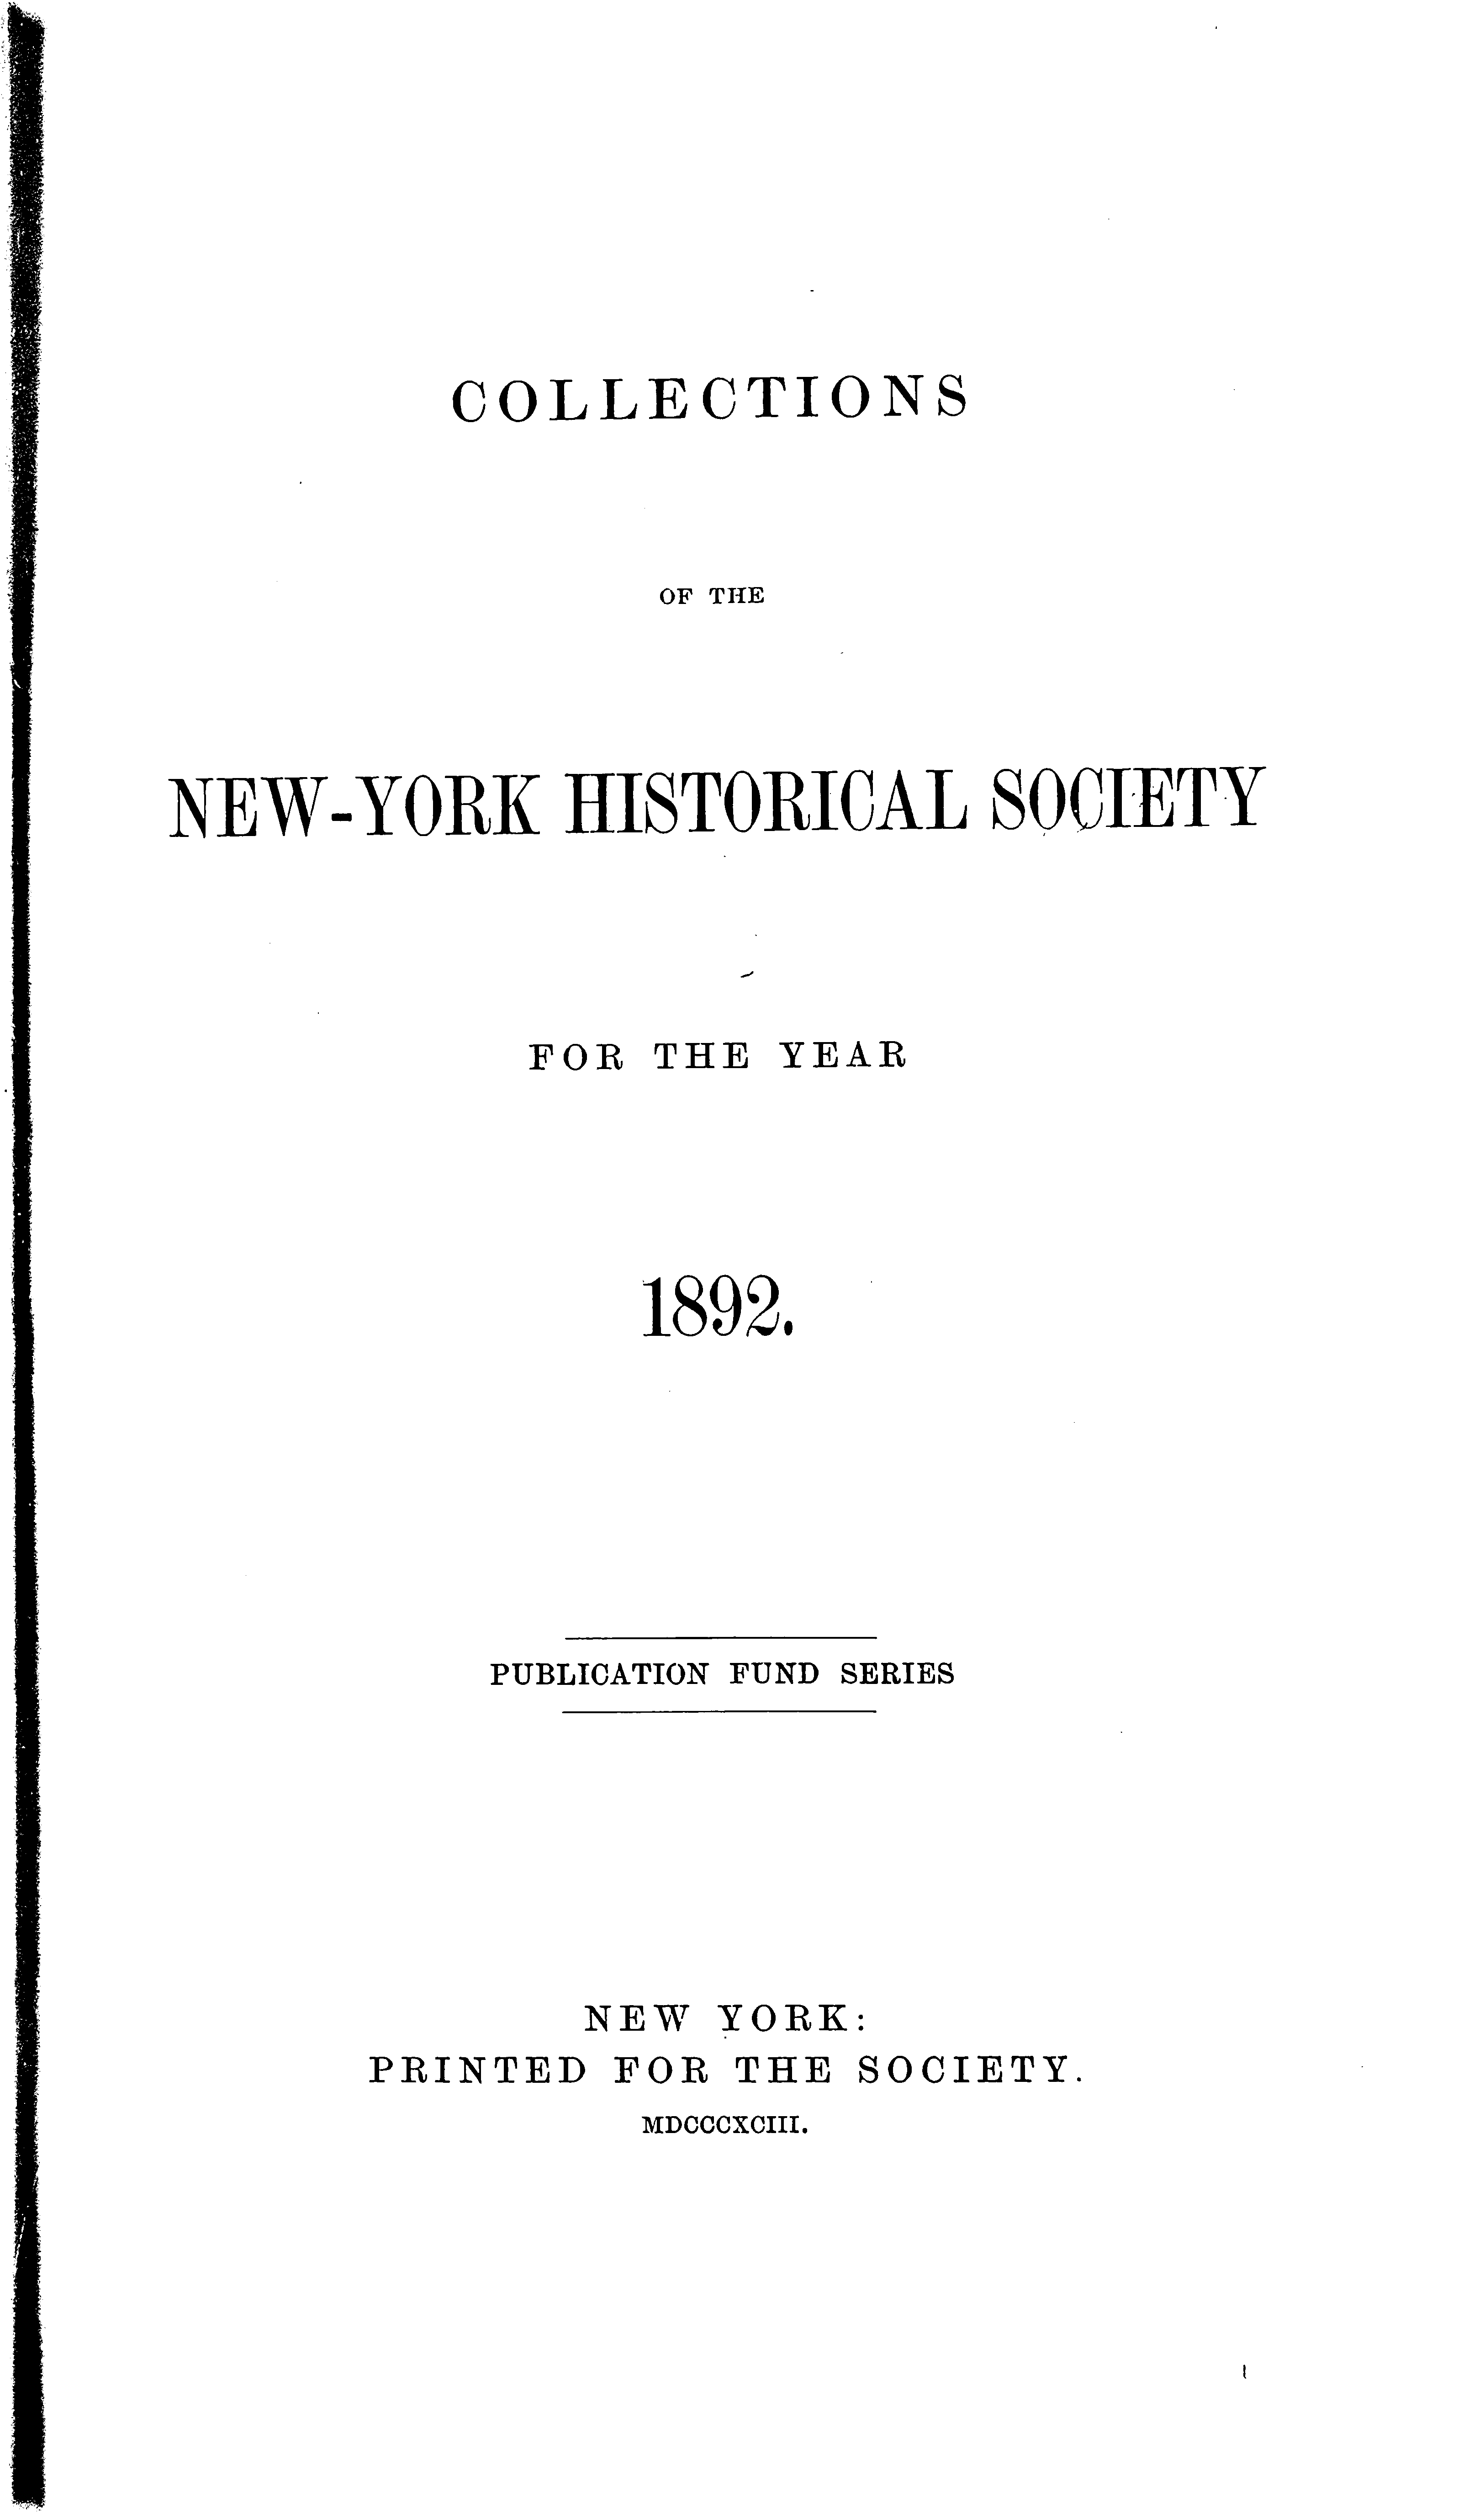 COLLECTIONS
OF THE
NEW-YORK HISTORICAL SOCIETY
FOR THE YEAR
1892.
PUBLICATION FUND SERIES
NEW YORK:
PRINTED FOR THE SOCIETY.
MDCCCXCIII.